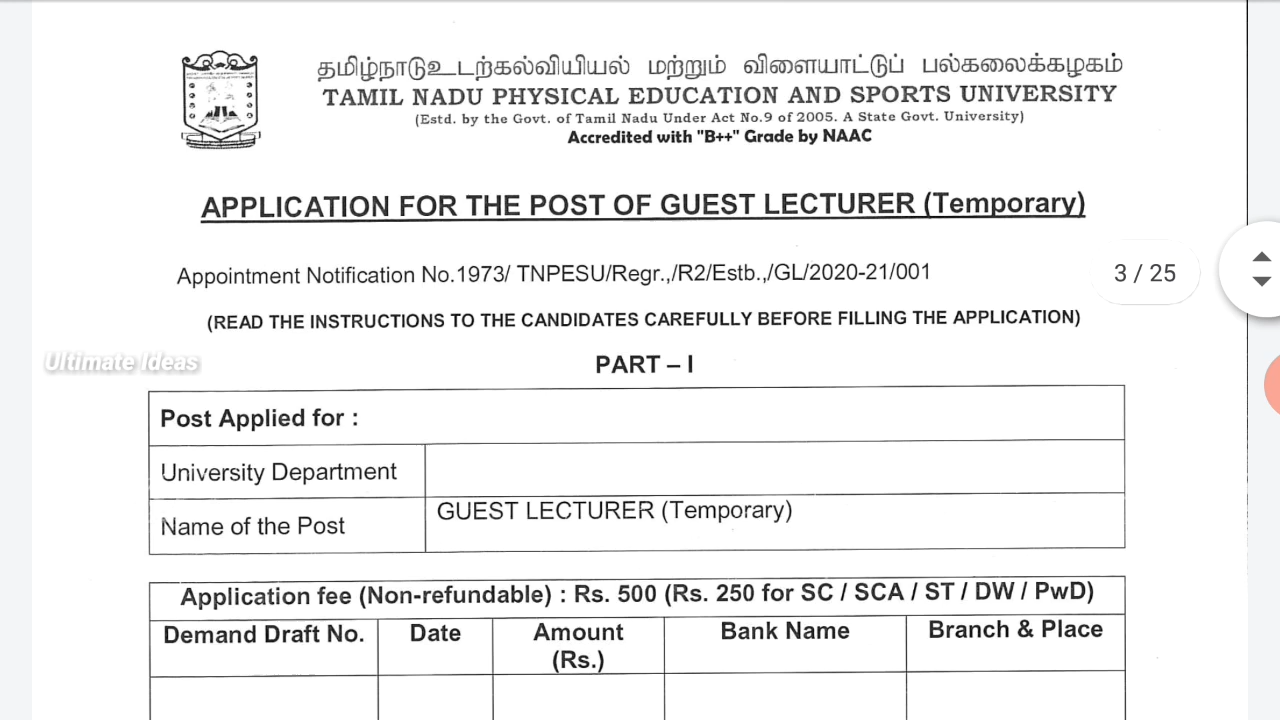 தமிழ்நாடுஉடற்கல்வியியல் மற்றும் விளையாட்டுப் பல்கலைக்கழகம்
TAMIL NADU PHYSICAL EDUCATION AND SPORTS UNIVERSITY
(Estd. by the Govt. of Tamil Nadu Under Act No.9 of 2005. A State Govt. University)
Accredited with "B++" Grade by NAAC
APPLICATION FOR THE POST OF GUEST LECTURER (Temporary)
Appointment Notification No.1973/ TNPESU/Regr.,/R2/Estb.,/GL/2020-21/001
3 / 25
(READ THE INSTRUCTIONS TO THE CANDIDATES CAREFULLY BEFORE FILLING THE APPLICATION)
Ultimate Ideas
PART – I
Post Applied for :
University Department
Name of the Post GUEST LECTURER (Temporary)
Application fee (Non-refundable) : Rs. 500 (Rs. 250 for SC / SCA / ST / DW / PwD)
Demand Draft No. Date Amount (Rs.) Bank Name Branch & Place